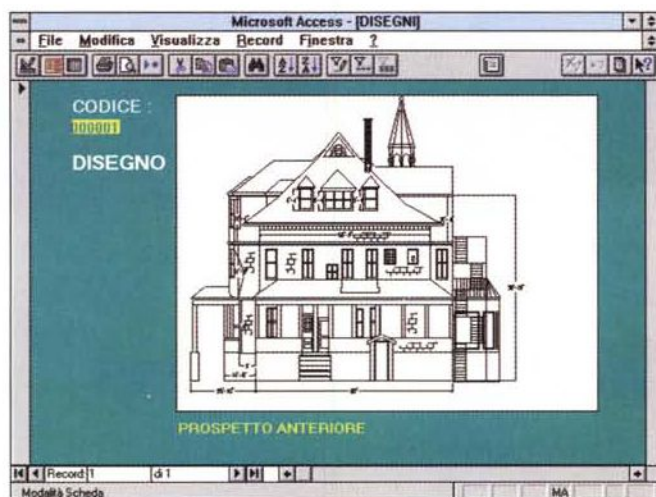 Microsoft Access - [DISEGNI]
File Modifica Visualizza Record Finestra ?
CODICE :
000001
DISEGNO
PROSPETTO ANTERIORE
Record: 1 di 1
Modalità Scheda MA